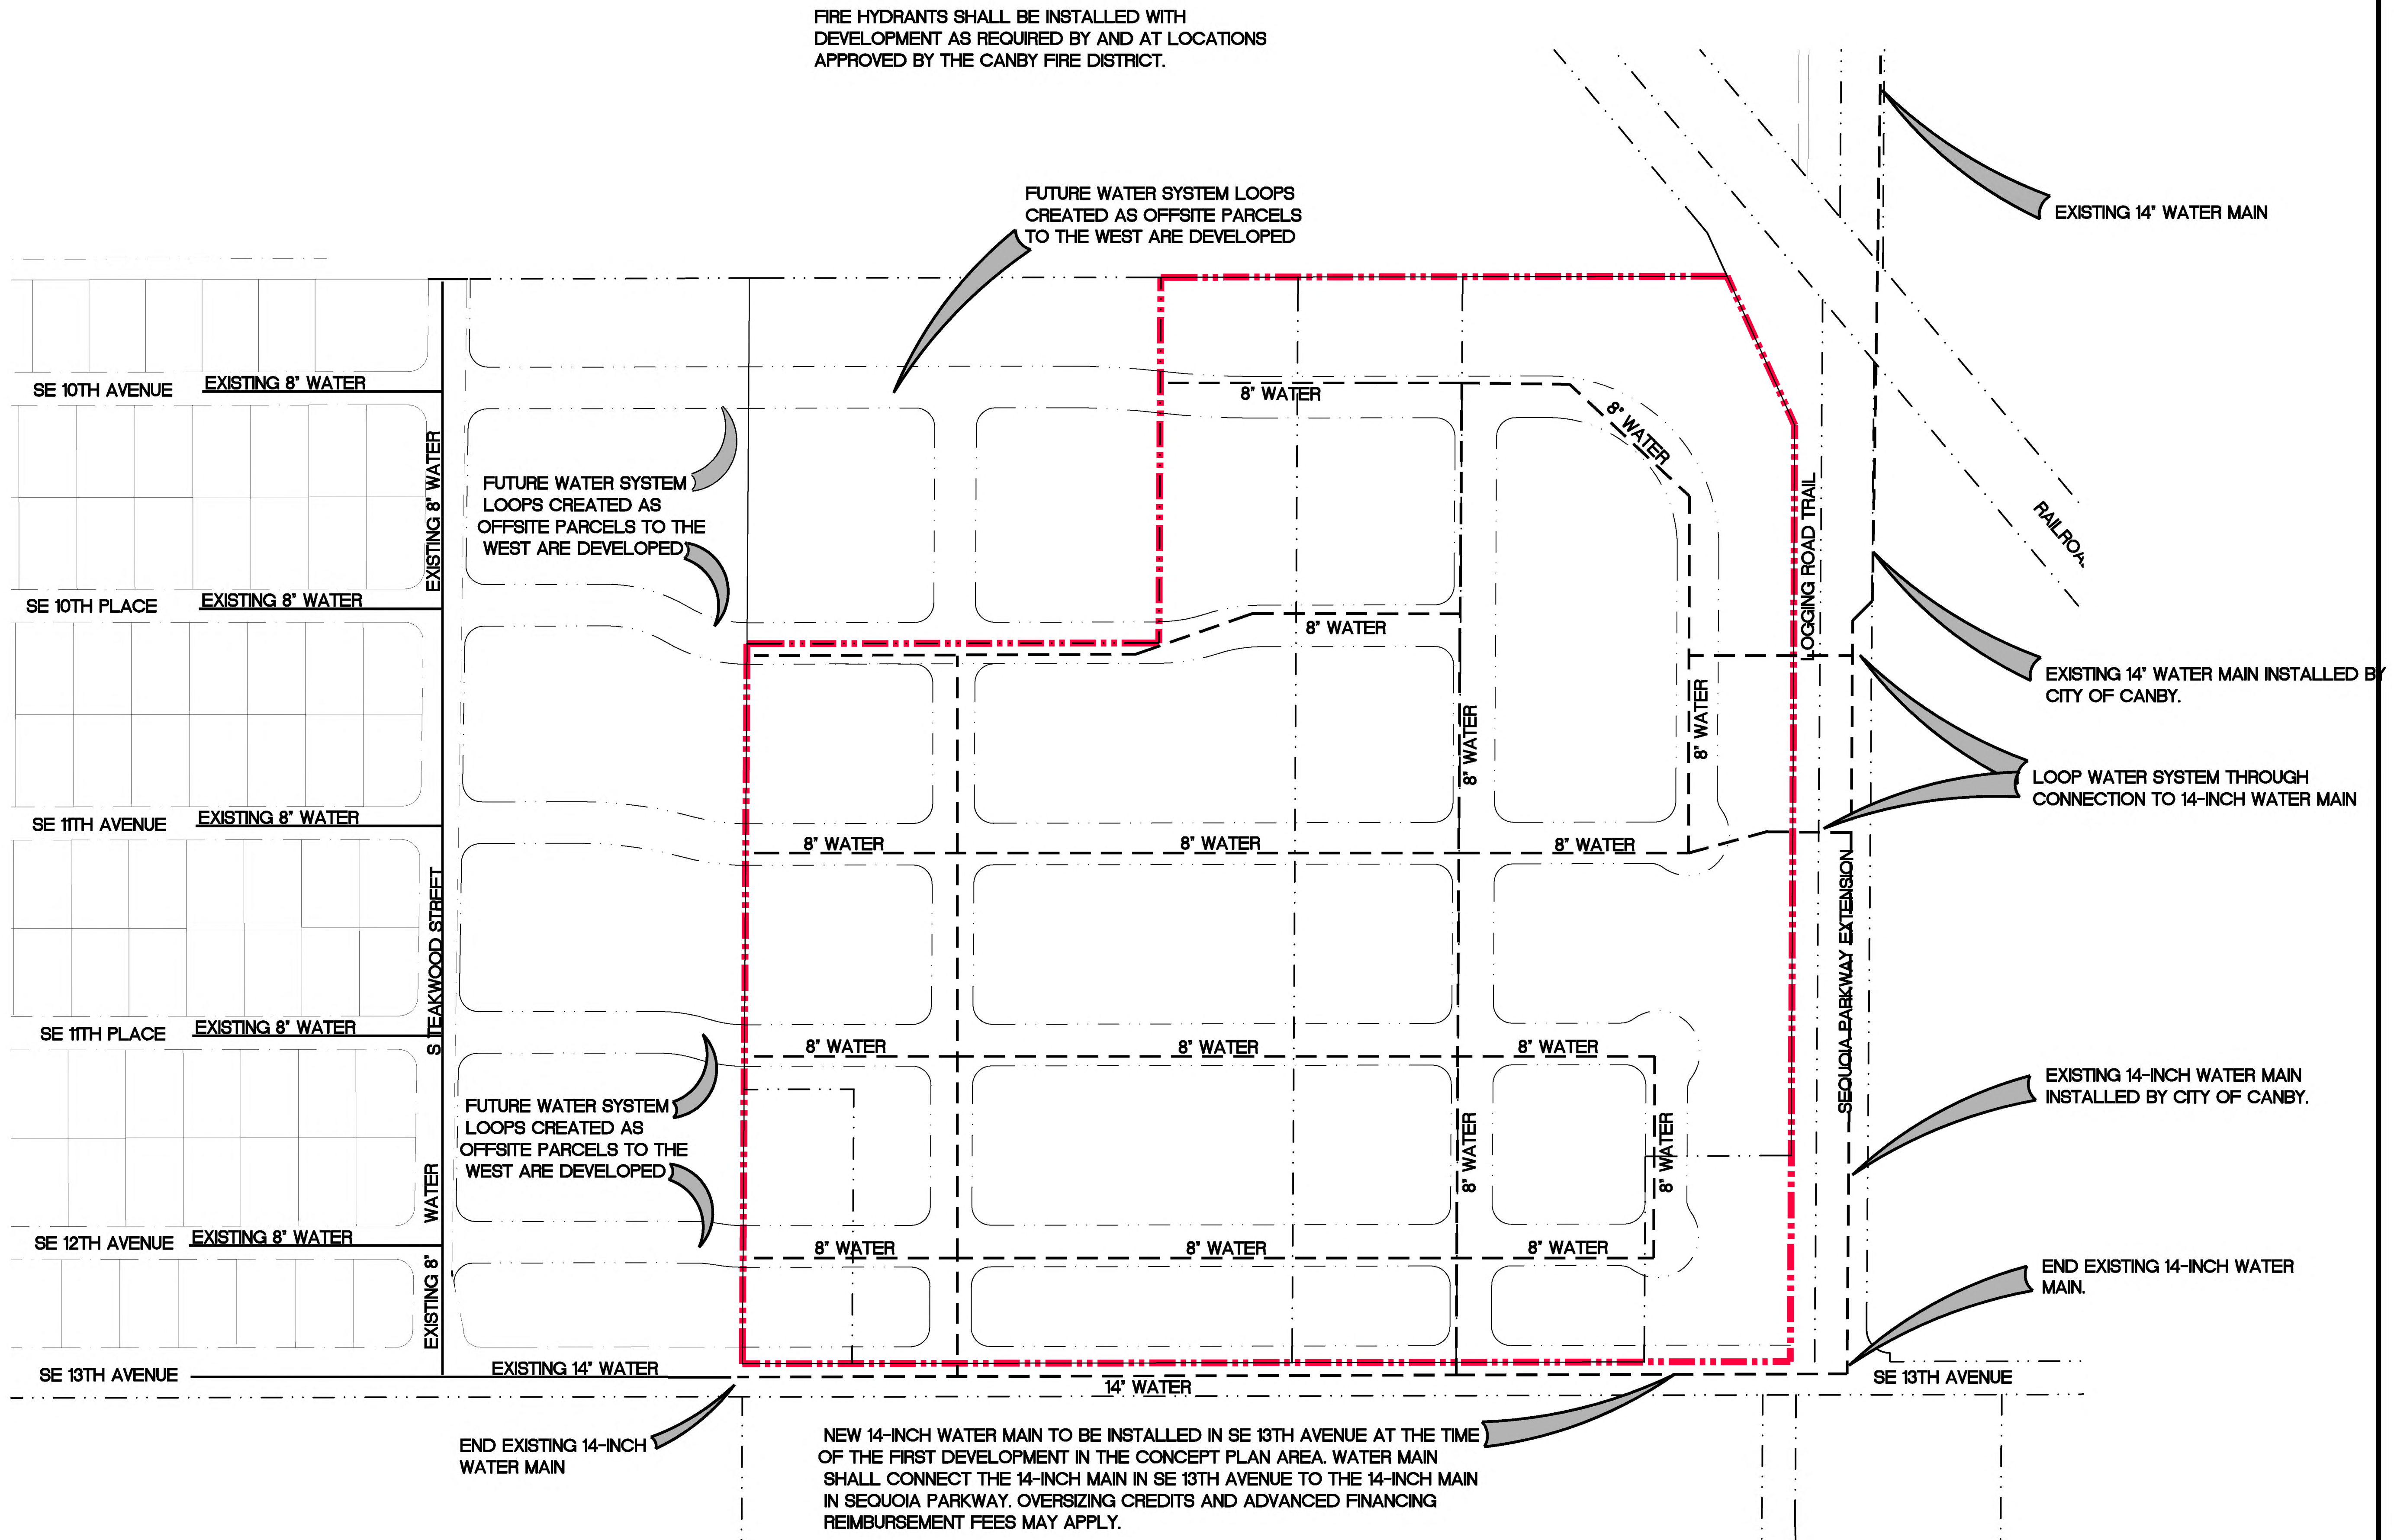 FIRE HYDRANTS SHALL BE INSTALLED WITH
DEVELOPMENT AS REQUIRED BY AND AT LOCATIONS
APPROVED BY THE CANBY FIRE DISTRICT.
FUTURE WATER SYSTEM LOOPS
CREATED AS OFFSITE PARCELS
TO THE WEST ARE DEVELOPED
EXISTING 14" WATER MAIN
SE 10TH AVENUE
EXISTING 8" WATER
8" WATER
8" WATER
EXISTING 8" WATER
FUTURE WATER SYSTEM
LOOPS CREATED AS
OFFSITE PARCELS TO THE
WEST ARE DEVELOPED
LOGGING ROAD TRAIL
SE 10TH PLACE
EXISTING 8" WATER
8" WATER
EXISTING 14" WATER MAIN INSTALLED BY
CITY OF CANBY.
8" WATER
8" WATER
LOOP WATER SYSTEM THROUGH
CONNECTION TO 14-INCH WATER MAIN
SE 11TH AVENUE
EXISTING 8" WATER
8" WATER
8" WATER
8" WATER
S TEAKWOOD STREET
SEQUOIA PARKWAY EXTENSION
SE 11TH PLACE
EXISTING 8" WATER
8" WATER
8" WATER
8" WATER
EXISTING 14-INCH WATER MAIN
INSTALLED BY CITY OF CANBY.
FUTURE WATER SYSTEM
LOOPS CREATED AS
OFFSITE PARCELS TO THE
WEST ARE DEVELOPED
8" WATER
8" WATER
EXISTING 8" WATER
SE 12TH AVENUE
EXISTING 8" WATER
8" WATER
8" WATER
8" WATER
END EXISTING 14-INCH WATER
MAIN.
SE 13TH AVENUE
EXISTING 14" WATER
14" WATER
SE 13TH AVENUE
END EXISTING 14-INCH
WATER MAIN
NEW 14-INCH WATER MAIN TO BE INSTALLED IN SE 13TH AVENUE AT THE TIME
OF THE FIRST DEVELOPMENT IN THE CONCEPT PLAN AREA. WATER MAIN
SHALL CONNECT THE 14-INCH MAIN IN SE 13TH AVENUE TO THE 14-INCH MAIN
IN SEQUOIA PARKWAY. OVERSIZING CREDITS AND ADVANCED FINANCING
REIMBURSEMENT FEES MAY APPLY.